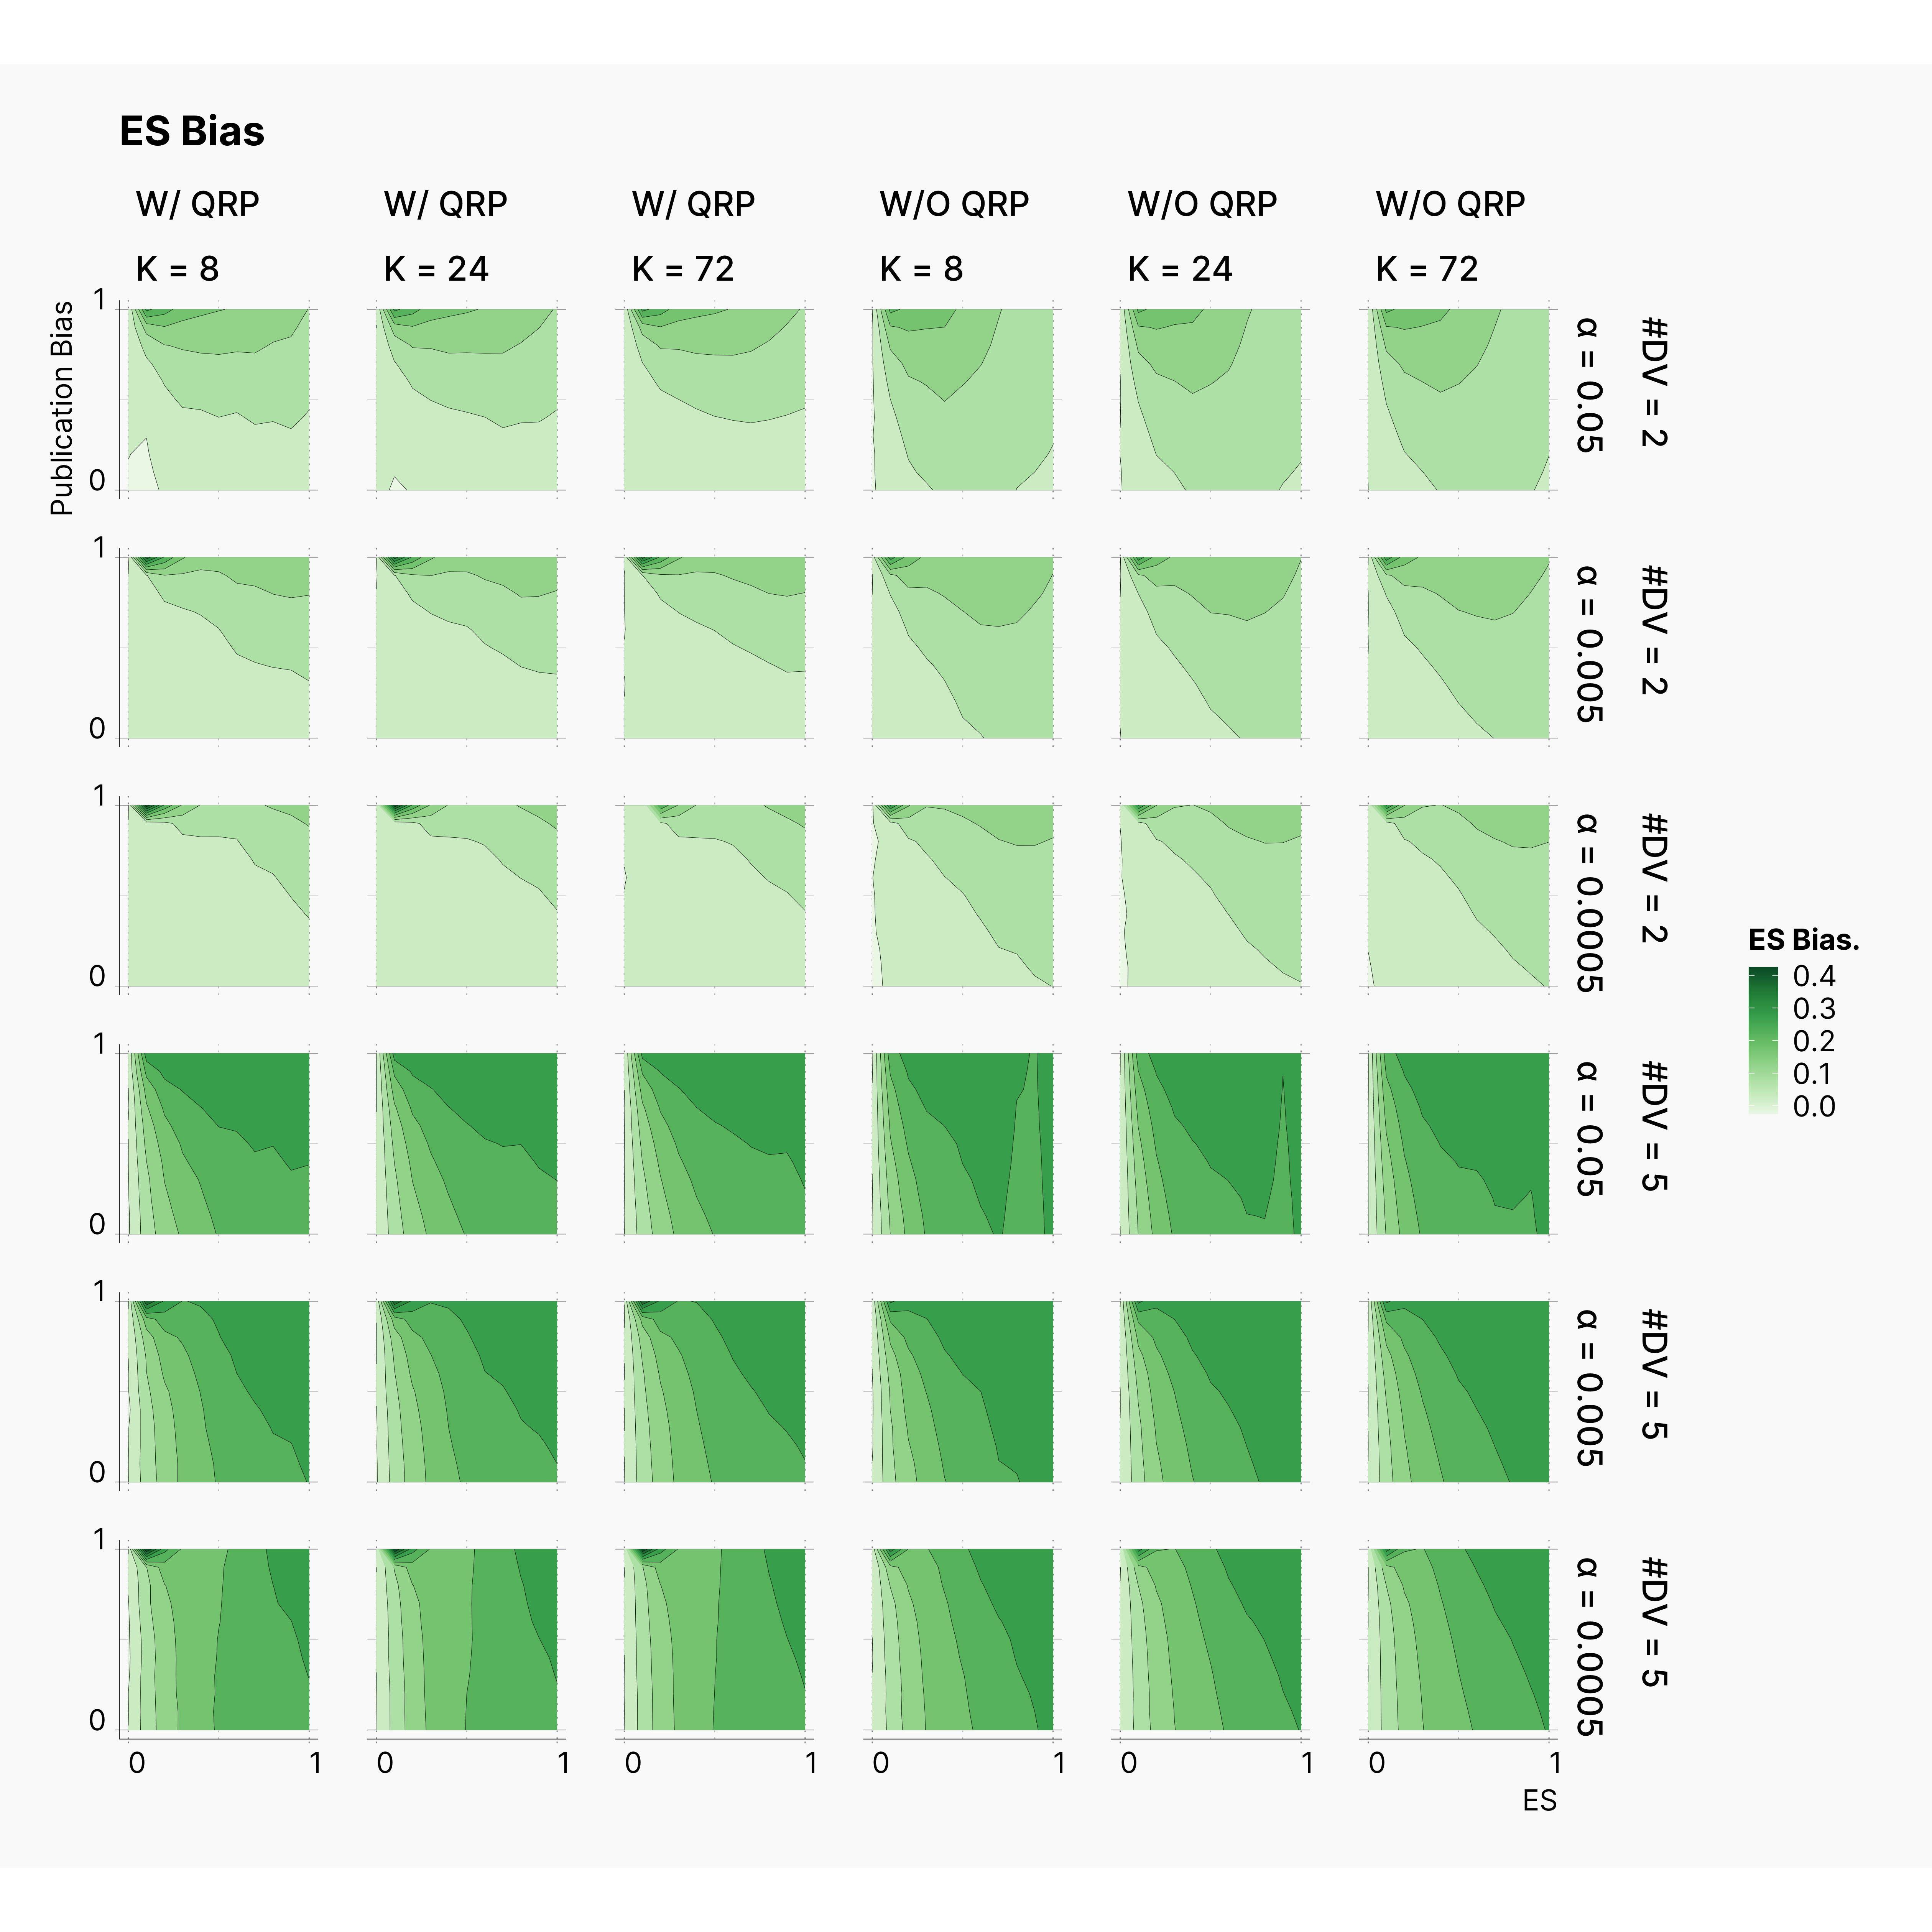 ES Bias
W/ QRP W/ QRP W/ QRP W/O QRP W/O QRP W/O QRP
K = 8 K = 24 K = 72 K = 8 K = 24 K = 72
Publication Bias
1
0
α = 0.05
#DV = 2
1
0
α = 0.005
#DV = 2
1
0
α = 0.0005
#DV = 2
ES Bias.
0.4
0.3
0.2
0.1
0.0
1
0
α = 0.05
#DV = 5
1
0
α = 0.005
#DV = 5
1
0
α = 0.0005
#DV = 5
0 1 0 1 0 1 0 1 0 1 0 1
ES